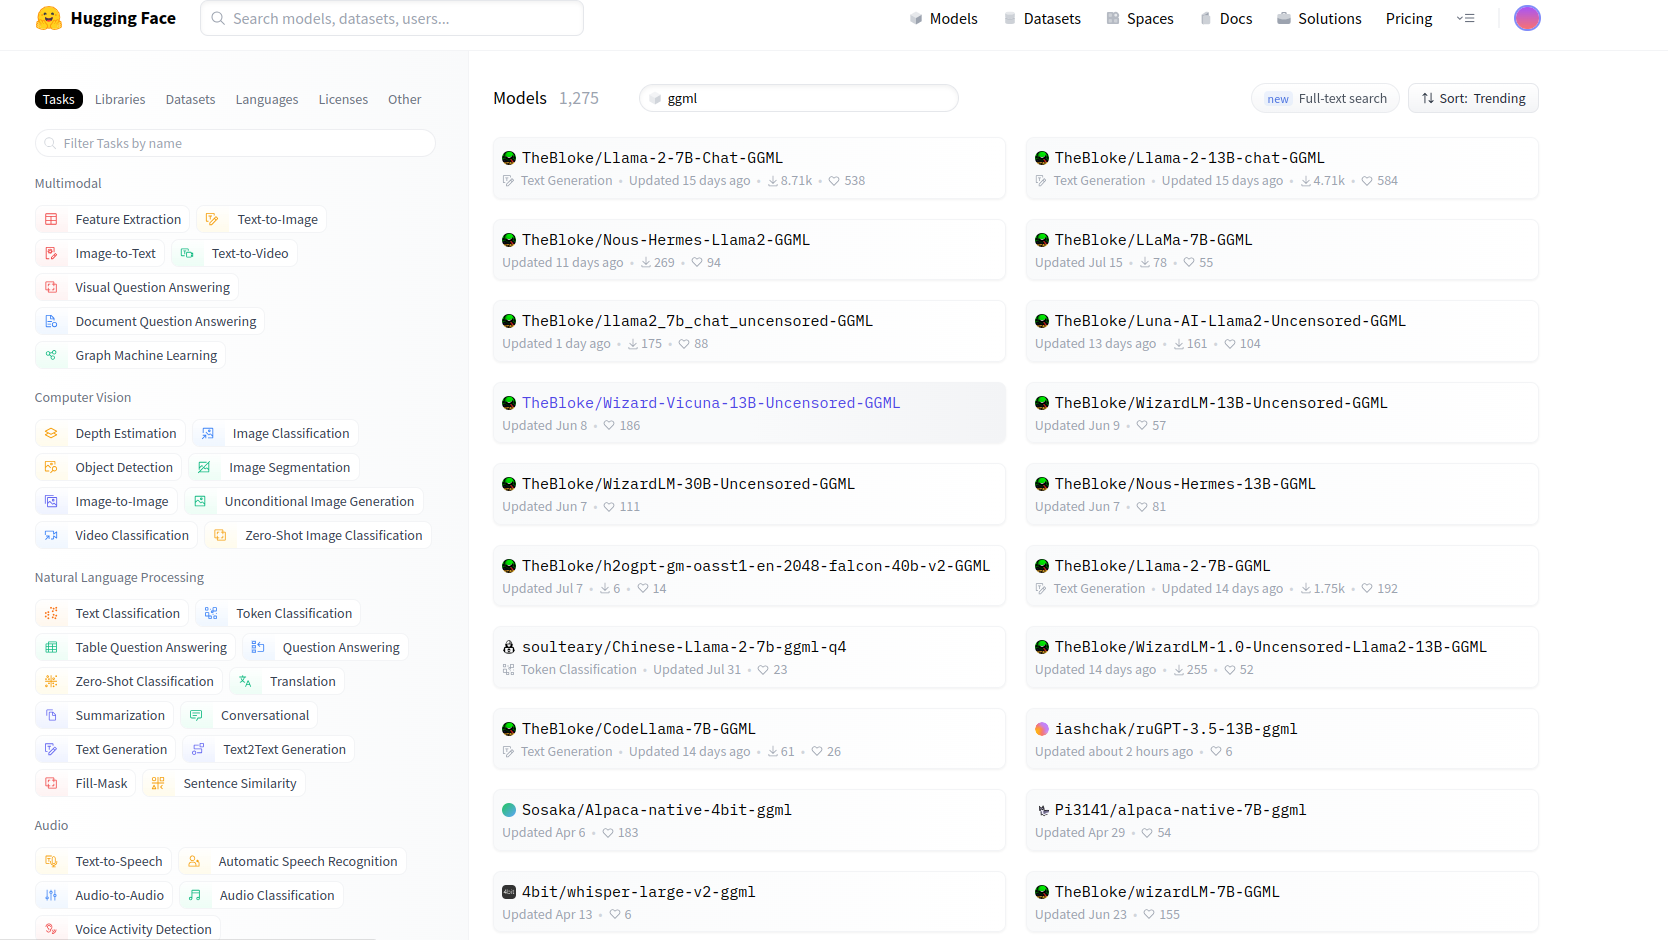 Hugging Face
Search models, datasets, users...
Models
Datasets
Spaces
Docs
Solutions
Pricing
Tasks Libraries Datasets Languages Licenses Other
Filter Tasks by name
Multimodal
Feature Extraction Text-to-Image
Image-to-Text Text-to-Video
Visual Question Answering
Document Question Answering
Graph Machine Learning
Computer Vision
Depth Estimation Image Classification
Object Detection Image Segmentation
Image-to-Image Unconditional Image Generation
Video Classification Zero-Shot Image Classification
Natural Language Processing
Text Classification Token Classification
Table Question Answering Question Answering
Zero-Shot Classification Translation
Summarization Conversational
Text Generation Text2Text Generation
Fill-Mask Sentence Similarity
Audio
Text-to-Speech Automatic Speech Recognition
Audio-to-Audio Audio Classification
Voice Activity Detection
Models 1,275
ggml
new Full-text search
Sort: Trending
TheBloke/Llama-2-7B-Chat-GGML
Text Generation • Updated 15 days ago • 8.71k • 538
TheBloke/Llama-2-13B-chat-GGML
Text Generation • Updated 15 days ago • 4.71k • 584
TheBloke/Nous-Hermes-Llama2-GGML
Updated 11 days ago • 269 • 94
TheBloke/LLaMa-7B-GGML
Updated Jul 15 • 78 • 55
TheBloke/llama2_7b_chat_uncensored-GGML
Updated 1 day ago • 175 • 88
TheBloke/Luna-AI-Llama2-Uncensored-GGML
Updated 13 days ago • 161 • 104
TheBloke/Wizard-Vicuna-13B-Uncensored-GGML
Updated Jun 8 • 186
TheBloke/WizardLM-13B-Uncensored-GGML
Updated Jun 9 • 57
TheBloke/WizardLM-30B-Uncensored-GGML
Updated Jun 7 • 111
TheBloke/Nous-Hermes-13B-GGML
Updated Jun 7 • 81
TheBloke/h2ogpt-gm-oasst1-en-2048-falcon-40b-v2-GGML
Updated Jul 7 • 6 • 14
TheBloke/Llama-2-7B-GGML
Text Generation • Updated 14 days ago • 1.75k • 192
soulteary/Chinese-Llama-2-7b-ggml-q4
Token Classification • Updated Jul 31 • 23
TheBloke/WizardLM-1.0-Uncensored-Llama2-13B-GGML
Updated 14 days ago • 255 • 52
TheBloke/CodeLlama-7B-GGML
Text Generation • Updated 14 days ago • 61 • 26
iashchak/ruGPT-3.5-13B-ggml
Updated about 2 hours ago • 6
Sosaka/Alpaca-native-4bit-ggml
Updated Apr 6 • 183
Pi3141/alpaca-native-7B-ggml
Updated Apr 29 • 54
4bit/whisper-large-v2-ggml
Updated Apr 13 • 6
TheBloke/wizardLM-7B-GGML
Updated Jun 23 • 155